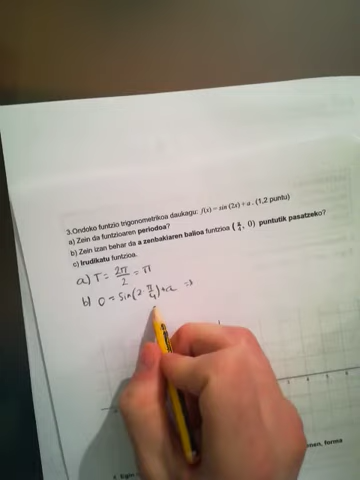 3.Ondoko funtzio trigonometrikoa daukagu: f(x) = sin (2x) + a . (1,2 puntu)
a) Zein da funtzioaren periodoa?
b) Zein izan behar da a zenbakiaren balioa funtzioa (π/4, 0) puntutik pasatzeko?
c) Irudikatu funtzioa.
a) T = 2π/2 = π
b) 0 = sin(2·π/4)+a ⇒
forma